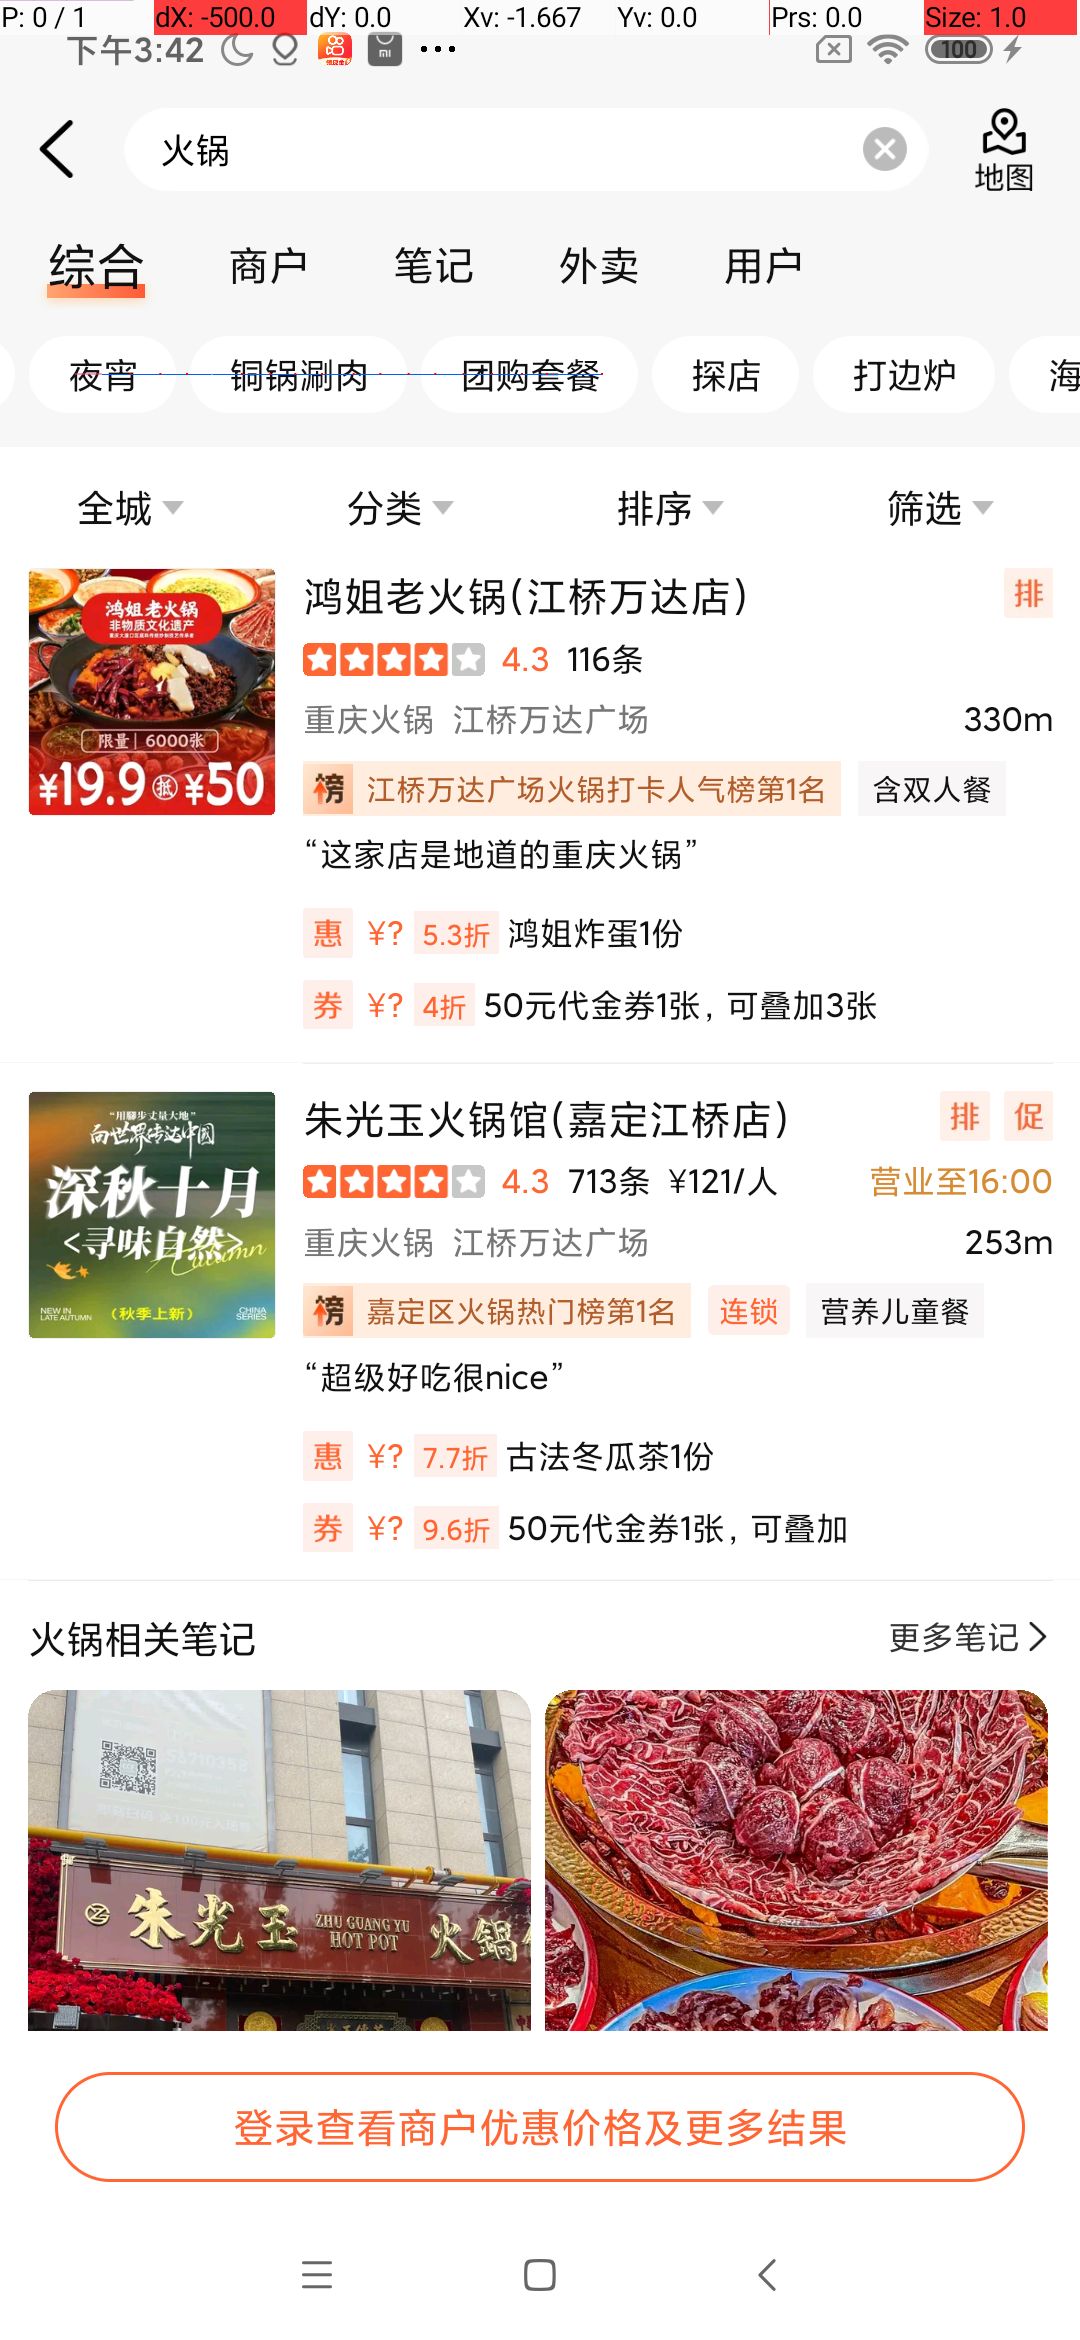 P: 0 / 1 dX: -500.0 dY: 0.0 Xv: -1.667 Yv: 0.0 Prs: 0.0 Size: 1.0
下午3:42 100
火锅
地图
综合 商户 笔记 外卖 用户
夜宵 铜锅涮肉 团购套餐 探店 打边炉 海
全城 分类 排序 筛选
鸿姐老火锅
非物质文化遗产
限量 | 6000张
¥19.9抵¥50
鸿姐老火锅(江桥万达店) 排
4.3 116条
重庆火锅 江桥万达广场 330m
榜 江桥万达广场火锅打卡人气榜第1名 含双人餐
“这家店是地道的重庆火锅”
惠 ¥? 5.3折 鸿姐炸蛋1份
券 ¥? 4折 50元代金券1张，可叠加3张
“用脚步丈量大地”
向世界传达中国
深秋十月
<寻味自然>
Autumn
NEW IN
LATE AUTUMN
(秋季上新)
CHINA
SERIES
朱光玉火锅馆(嘉定江桥店) 排 促
4.3 713条 ¥121/人 营业至16:00
重庆火锅 江桥万达广场 253m
榜 嘉定区火锅热门榜第1名 连锁 营养儿童餐
“超级好吃很nice”
惠 ¥? 7.7折 古法冬瓜茶1份
券 ¥? 9.6折 50元代金券1张，可叠加
火锅相关笔记 更多笔记
朱光玉 ZHU GUANG YU
HOT POT 火锅
登录查看商户优惠价格及更多结果